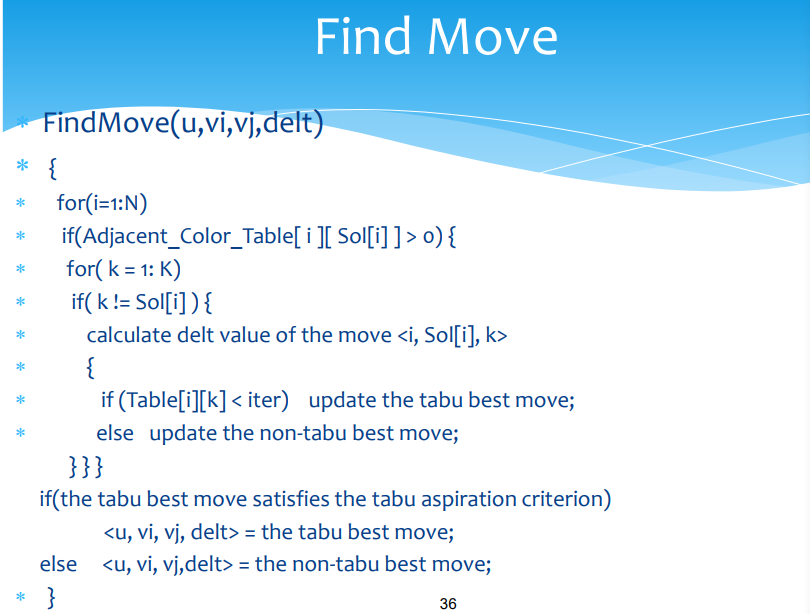 Find Move
* FindMove(u,vi,vj,delt)
* {
* for(i=1:N)
* if(Adjacent_Color_Table[ i ][ Sol[i] ] > 0) {
* for( k = 1: K)
* if( k != Sol[i] ) {
* calculate delt value of the move <i, Sol[i], k>
* {
* if (Table[i][k] < iter) update the tabu best move;
* else update the non-tabu best move;
} } }
if(the tabu best move satisfies the tabu aspiration criterion)
<u, vi, vj, delt> = the tabu best move;
else <u, vi, vj,delt> = the non-tabu best move;
* }
36